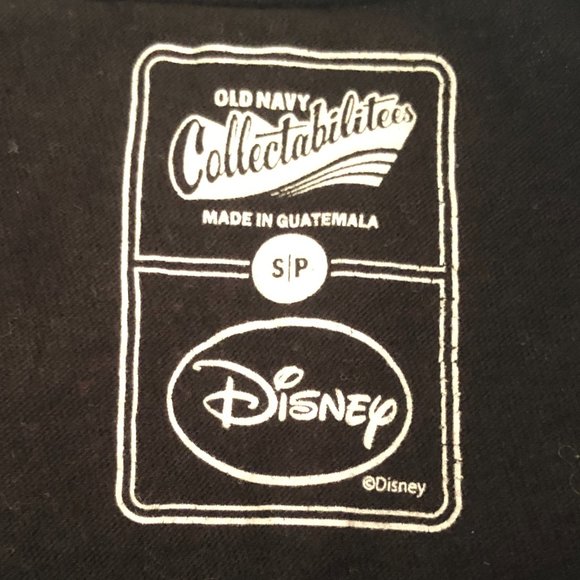 OLD NAVY
Collectabilitees
MADE IN GUATEMALA
S|P
Disney
©Disney